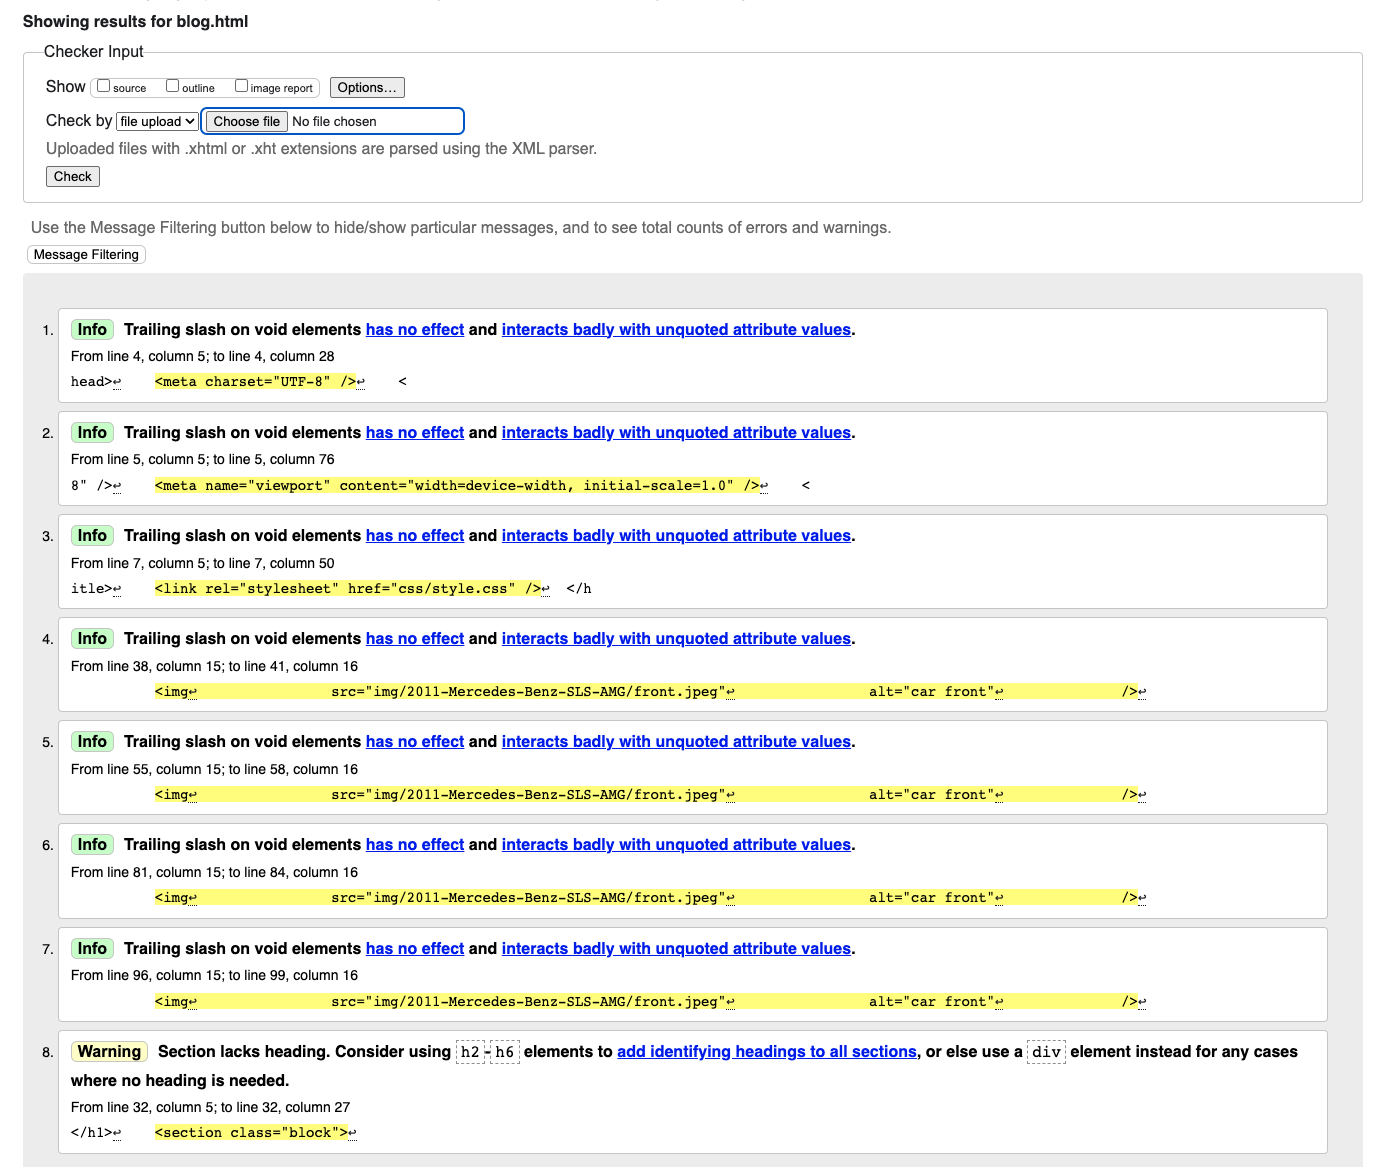 Showing results for blog.html
Checker Input
Show source outline image report Options...
Check by file upload Choose file No file chosen
Uploaded files with .xhtml or .xht extensions are parsed using the XML parser.
Check
Use the Message Filtering button below to hide/show particular messages, and to see total counts of errors and warnings.
Message Filtering
1. Info Trailing slash on void elements has no effect and interacts badly with unquoted attribute values.
From line 4, column 5; to line 4, column 28
head>↩    <meta charset="UTF-8" />↩    <
2. Info Trailing slash on void elements has no effect and interacts badly with unquoted attribute values.
From line 5, column 5; to line 5, column 76
8" />↩    <meta name="viewport" content="width=device-width, initial-scale=1.0" />↩    <
3. Info Trailing slash on void elements has no effect and interacts badly with unquoted attribute values.
From line 7, column 5; to line 7, column 50
itle>↩    <link rel="stylesheet" href="css/style.css" />↩  </h
4. Info Trailing slash on void elements has no effect and interacts badly with unquoted attribute values.
From line 38, column 15; to line 41, column 16
<img↩                src="img/2011-Mercedes-Benz-SLS-AMG/front.jpeg"↩                alt="car front"↩              />↩
5. Info Trailing slash on void elements has no effect and interacts badly with unquoted attribute values.
From line 55, column 15; to line 58, column 16
<img↩                src="img/2011-Mercedes-Benz-SLS-AMG/front.jpeg"↩                alt="car front"↩              />↩
6. Info Trailing slash on void elements has no effect and interacts badly with unquoted attribute values.
From line 81, column 15; to line 84, column 16
<img↩                src="img/2011-Mercedes-Benz-SLS-AMG/front.jpeg"↩                alt="car front"↩              />↩
7. Info Trailing slash on void elements has no effect and interacts badly with unquoted attribute values.
From line 96, column 15; to line 99, column 16
<img↩                src="img/2011-Mercedes-Benz-SLS-AMG/front.jpeg"↩                alt="car front"↩              />↩
8. Warning Section lacks heading. Consider using h2-h6 elements to add identifying headings to all sections, or else use a div element instead for any cases
where no heading is needed.
From line 32, column 5; to line 32, column 27
</h1>↩    <section class="block">↩